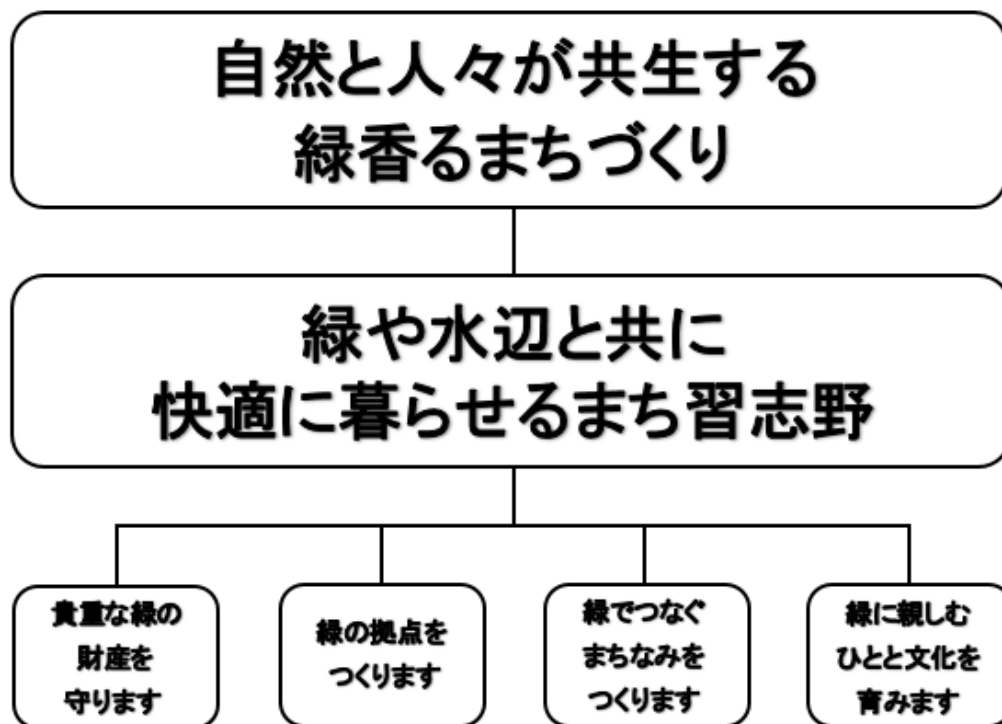 自然と人々が共生する
緑香るまちづくり
緑や水辺と共に
快適に暮らせるまち習志野
貴重な緑の
財産を
守ります
緑の拠点を
つくります
緑でつなぐ
まちなみを
つくります
緑に親しむ
ひとと文化を
育みます